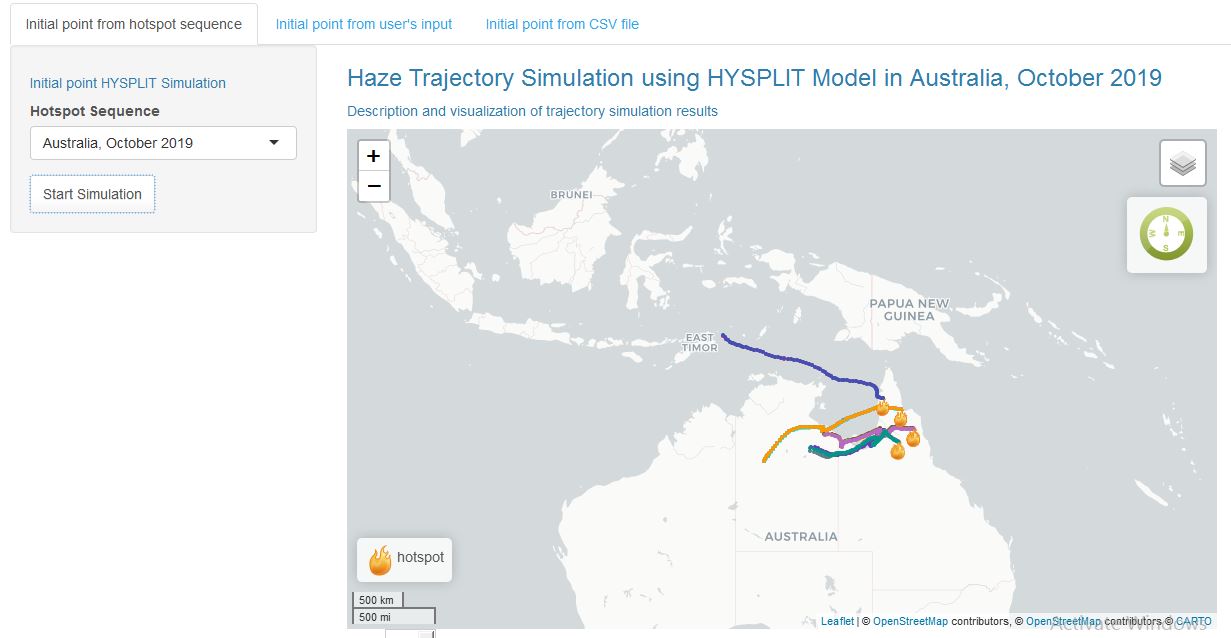 Initial point from hotspot sequence
Initial point from user's input
Initial point from CSV file
Initial point HYSPLIT Simulation
Hotspot Sequence
Australia, October 2019
Start Simulation
Haze Trajectory Simulation using HYSPLIT Model in Australia, October 2019
Description and visualization of trajectory simulation results
+
−
BRUNEI
N
W
E
S
PAPUA NEW
GUINEA
EAST
TIMOR
AUSTRALIA
hotspot
500 km
500 mi
Leaflet | © OpenStreetMap contributors, © OpenStreetMap contributors © CARTO
Activate Windows